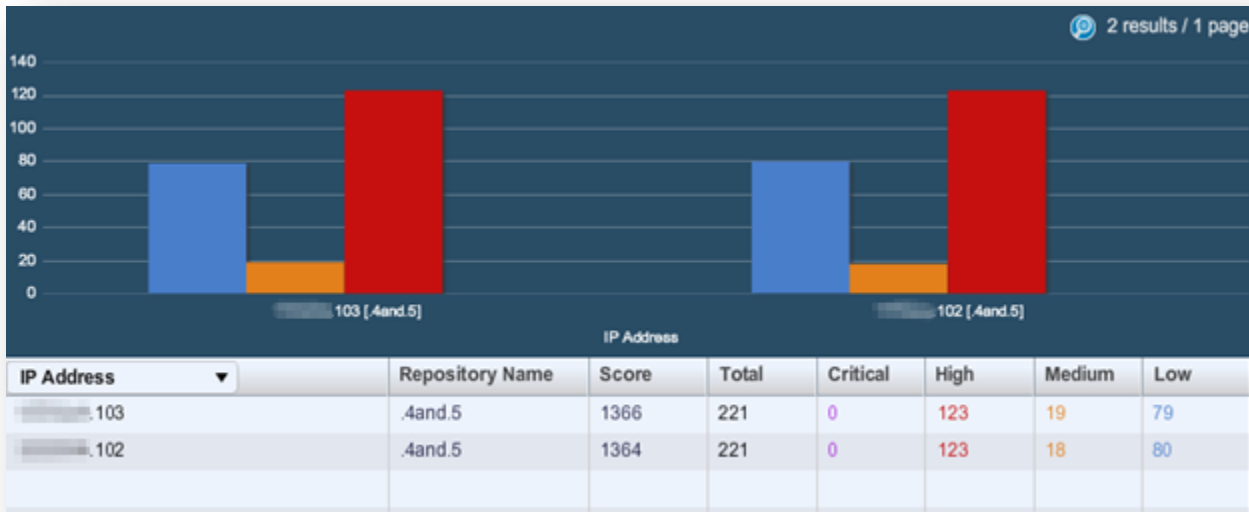 2 results / 1 page
140
120
100
80
60
40
20
0
.103 [.4and.5]
.102 [.4and.5]
IP Address
IP Address Repository Name Score Total Critical High Medium Low
.103 .4and.5 1366 221 0 123 19 79
.102 .4and.5 1364 221 0 123 18 80